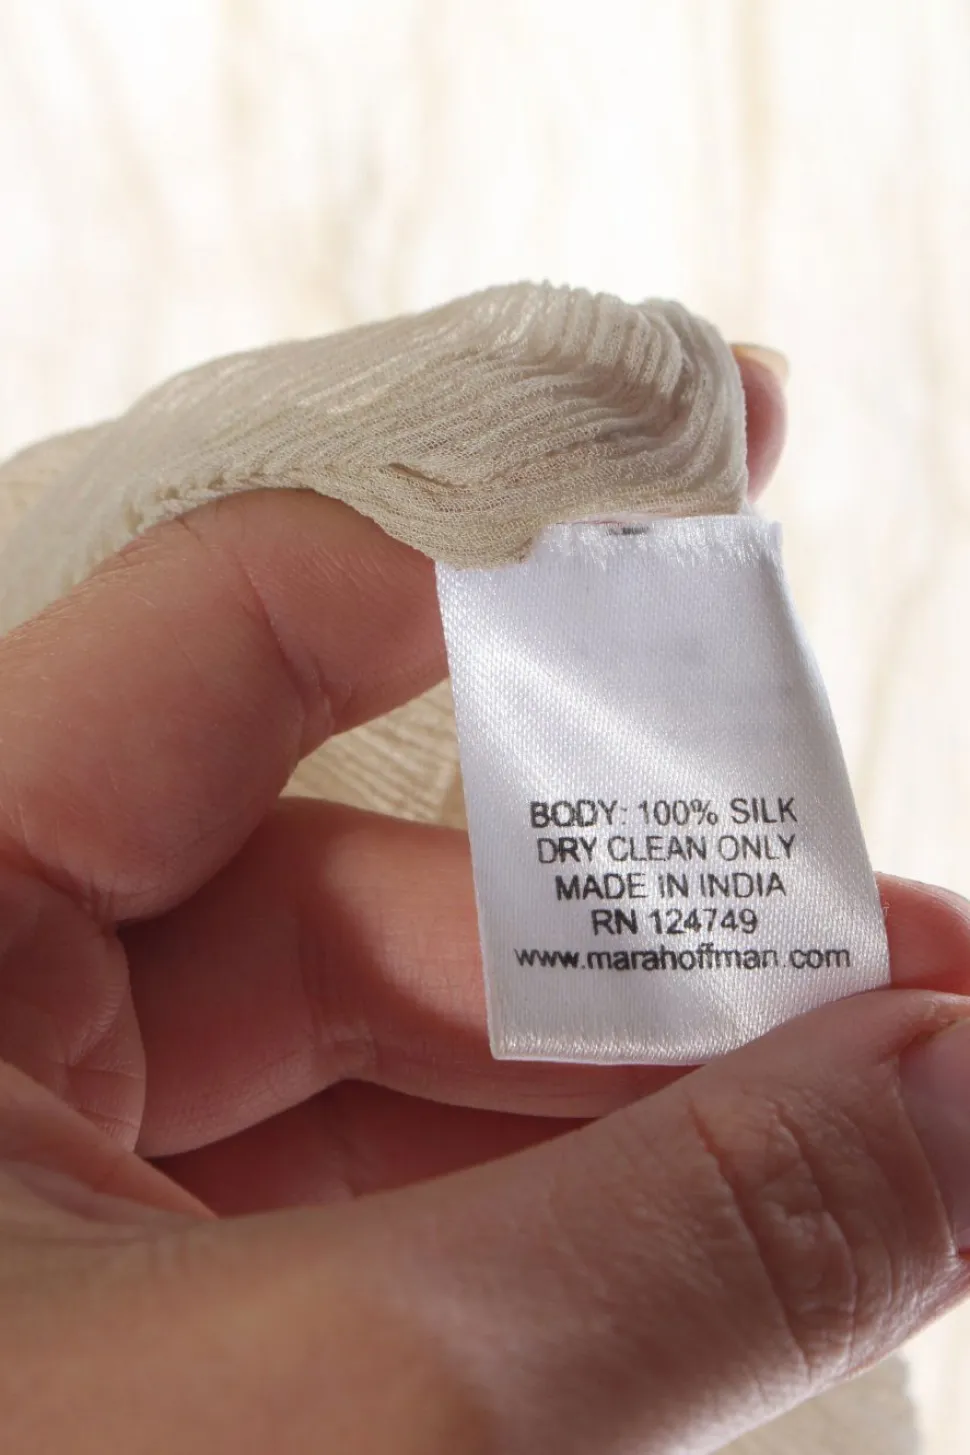 BODY: 100% SILK
DRY CLEAN ONLY
MADE IN INDIA
RN 124749
www.marahoffman.com